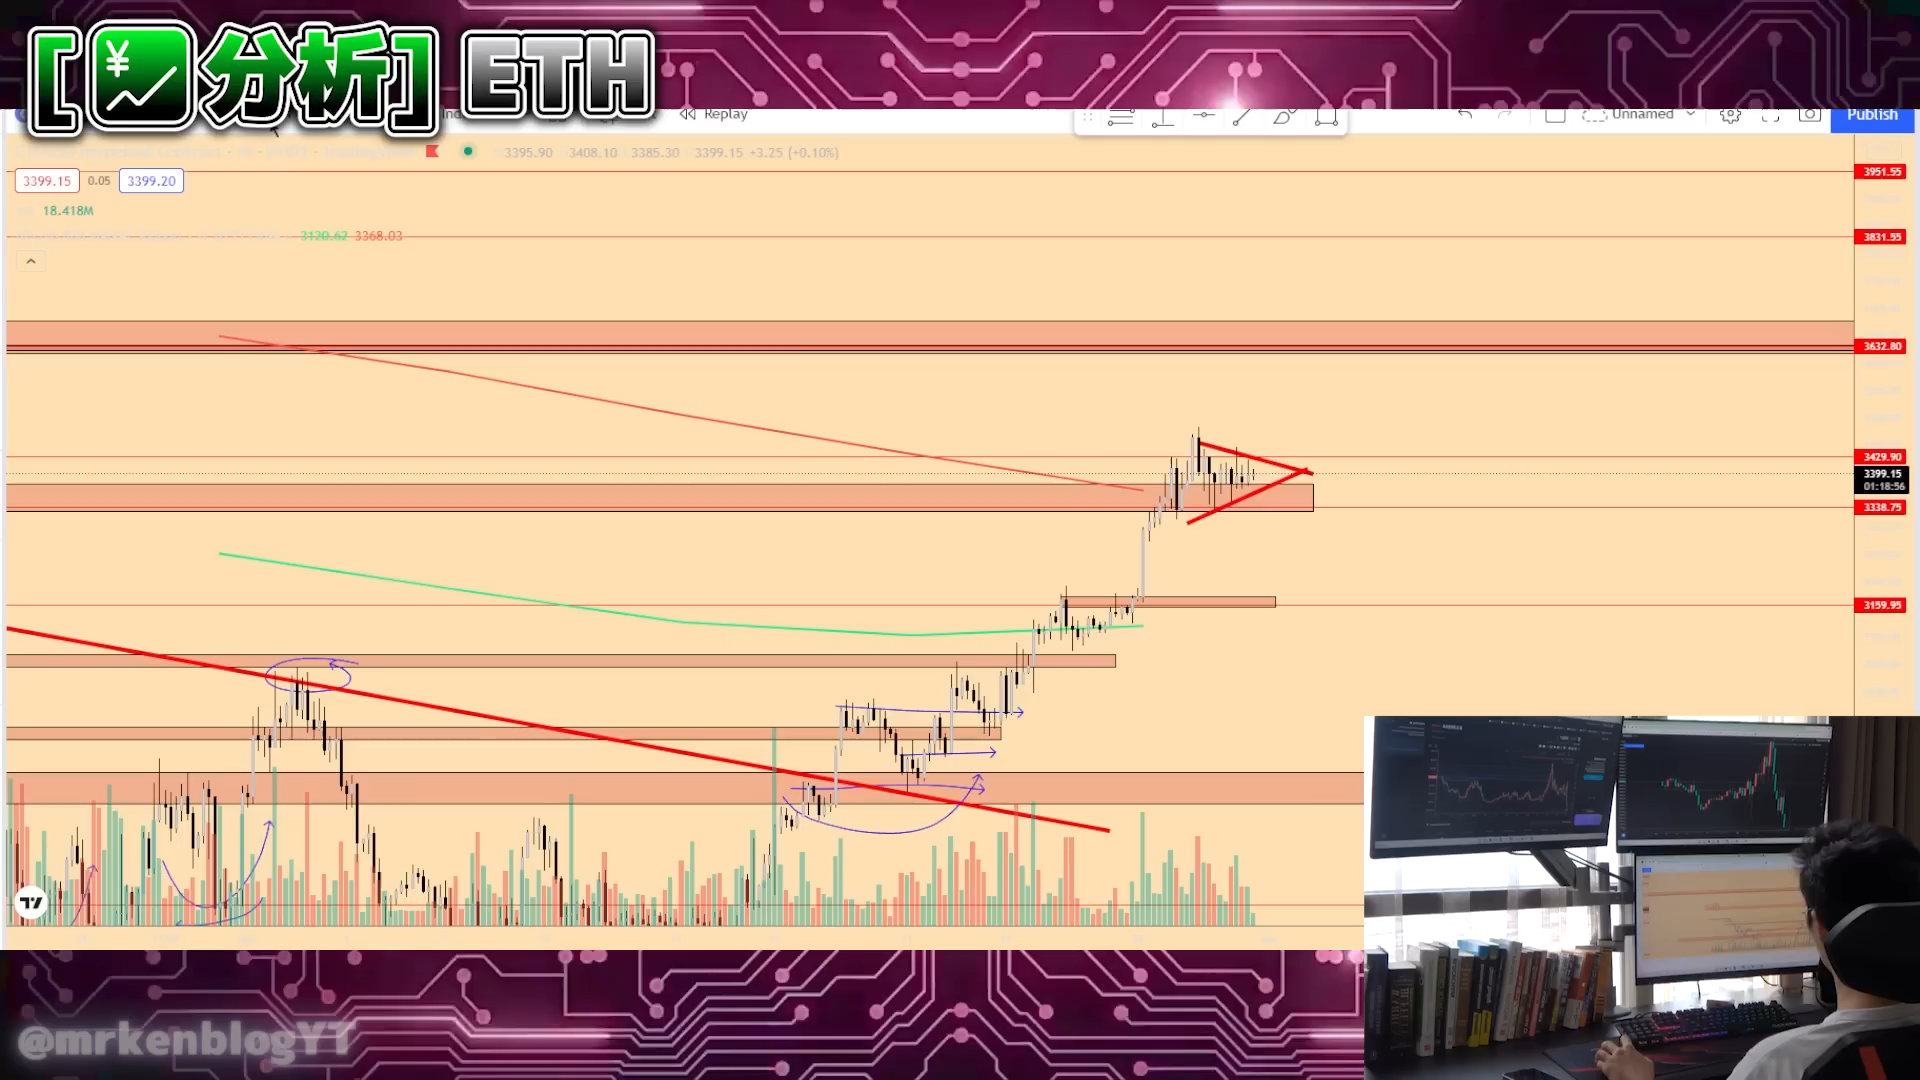 [¥分析] ETH
Replay
Unnamed
Publish
3395.90 3408.10 3385.30 3399.15 +3.25 (+0.10%)
3399.15 0.05 3399.20
18.418M
3120.62 3368.03
3951.55
3831.55
3632.80
3429.90
3399.15
01:18:56
3338.75
3159.95
@mrkenblogYT